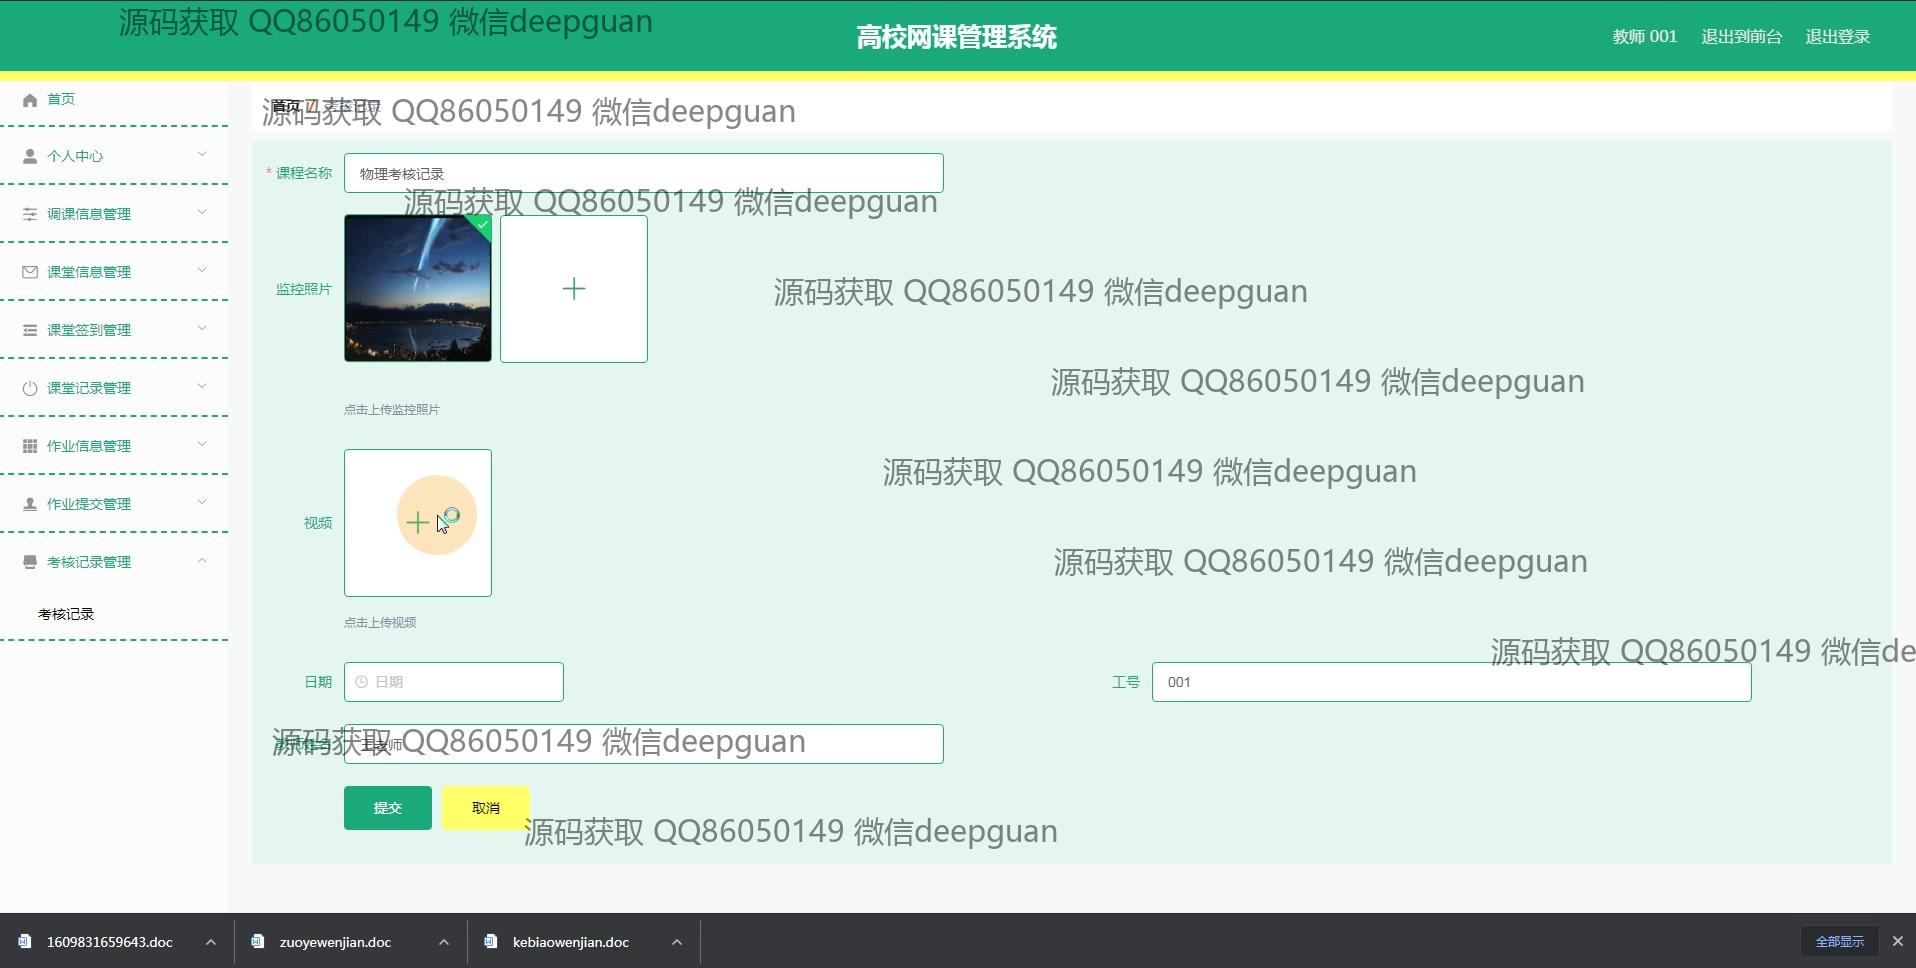 源码获取 QQ86050149 微信deepguan
高校网课管理系统
教师 001
退出到前台
退出登录
首页
首页 / 考核记录
源码获取 QQ86050149 微信deepguan
个人中心
* 课程名称
物理考核记录
源码获取 QQ86050149 微信deepguan
调课信息管理
课堂信息管理
监控照片
源码获取 QQ86050149 微信deepguan
课堂签到管理
课堂记录管理
源码获取 QQ86050149 微信deepguan
点击上传监控照片
作业信息管理
源码获取 QQ86050149 微信deepguan
作业提交管理
视频
考核记录管理
源码获取 QQ86050149 微信deepguan
考核记录
点击上传视频
源码获取 QQ86050149 微信de
日期
日期
工号
001
教师姓名
王老师
源码获取 QQ86050149 微信deepguan
提交
取消
源码获取 QQ86050149 微信deepguan
1609831659643.doc
zuoyewenjian.doc
kebiaowenjian.doc
全部显示